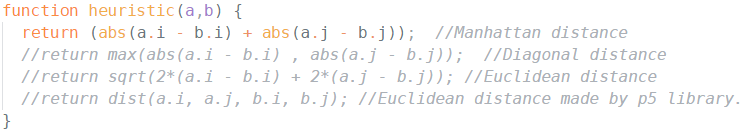 function heuristic(a,b) {
  return (abs(a.i - b.i) + abs(a.j - b.j));  //Manhattan distance
  //return max(abs(a.i - b.i) , abs(a.j - b.j));  //Diagonal distance
  //return sqrt(2*(a.i - b.i) + 2*(a.j - b.j)); //Euclidean distance
  //return dist(a.i, a.j, b.i, b.j); //Euclidean distance made by p5 library.
}